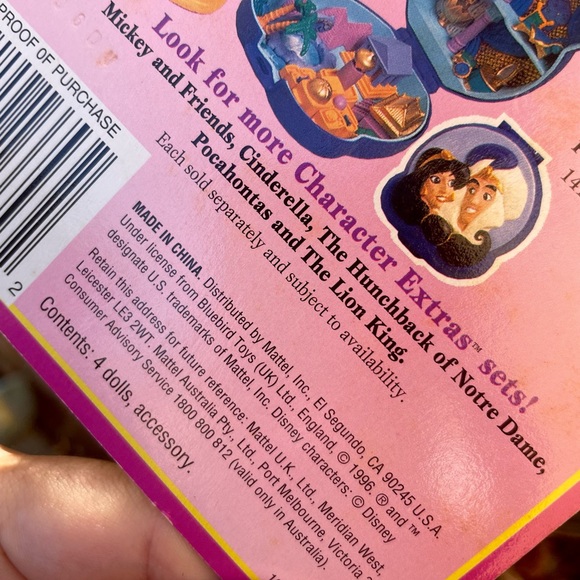 PROOF OF PURCHASE
2
Look for more Character Extras™ sets!
Mickey and Friends, Cinderella, The Hunchback of Notre Dame,
Pocahontas and The Lion King.
Each sold separately and subject to availability.
MADE IN CHINA. Distributed by Mattel, Inc., El Segundo, CA 90245 U.S.A.
Under license from Bluebird Toys (UK) Ltd., England. © 1996. ® and ™
designate U.S. trademarks of Mattel, Inc. Disney characters: © Disney
Retain this address for future reference: Mattel U.K., Ltd., Meridian West,
Leicester LE3 2WT. Mattel Australia Pty., Ltd., Port Melbourne, Victoria
Consumer Advisory Service 1800 800 812 (valid only in
Australia).
Contents: 4 dolls, accessory.
14